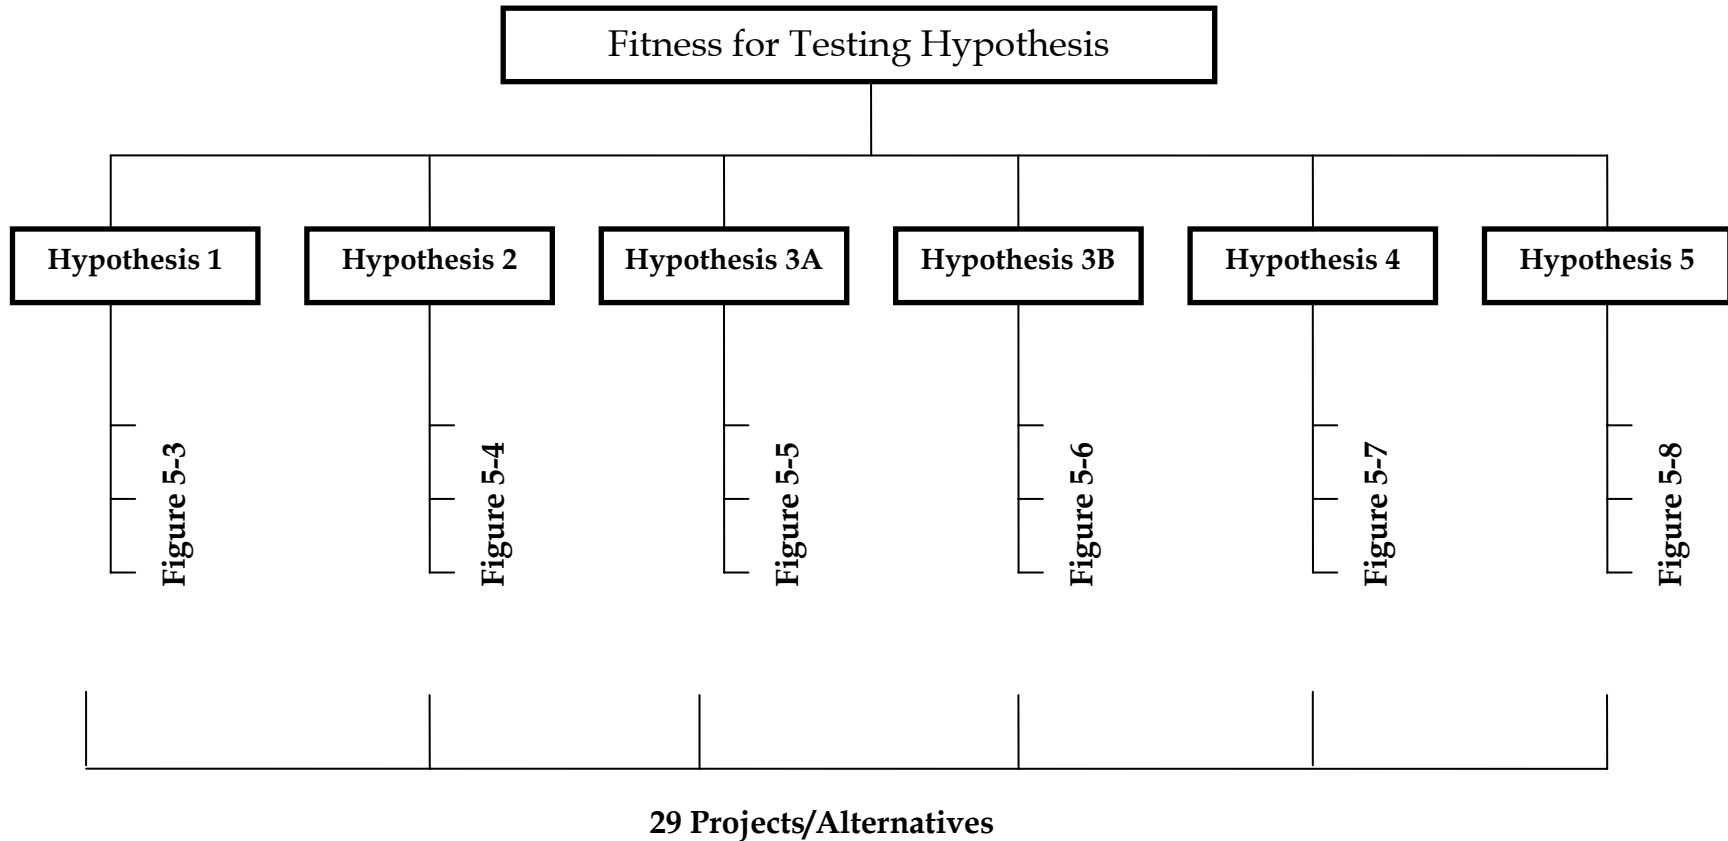 Fitness for Testing Hypothesis
Hypothesis 1
Hypothesis 2
Hypothesis 3A
Hypothesis 3B
Hypothesis 4
Hypothesis 5
Figure 5-3
Figure 5-4
Figure 5-5
Figure 5-6
Figure 5-7
Figure 5-8
29 Projects/Alternatives